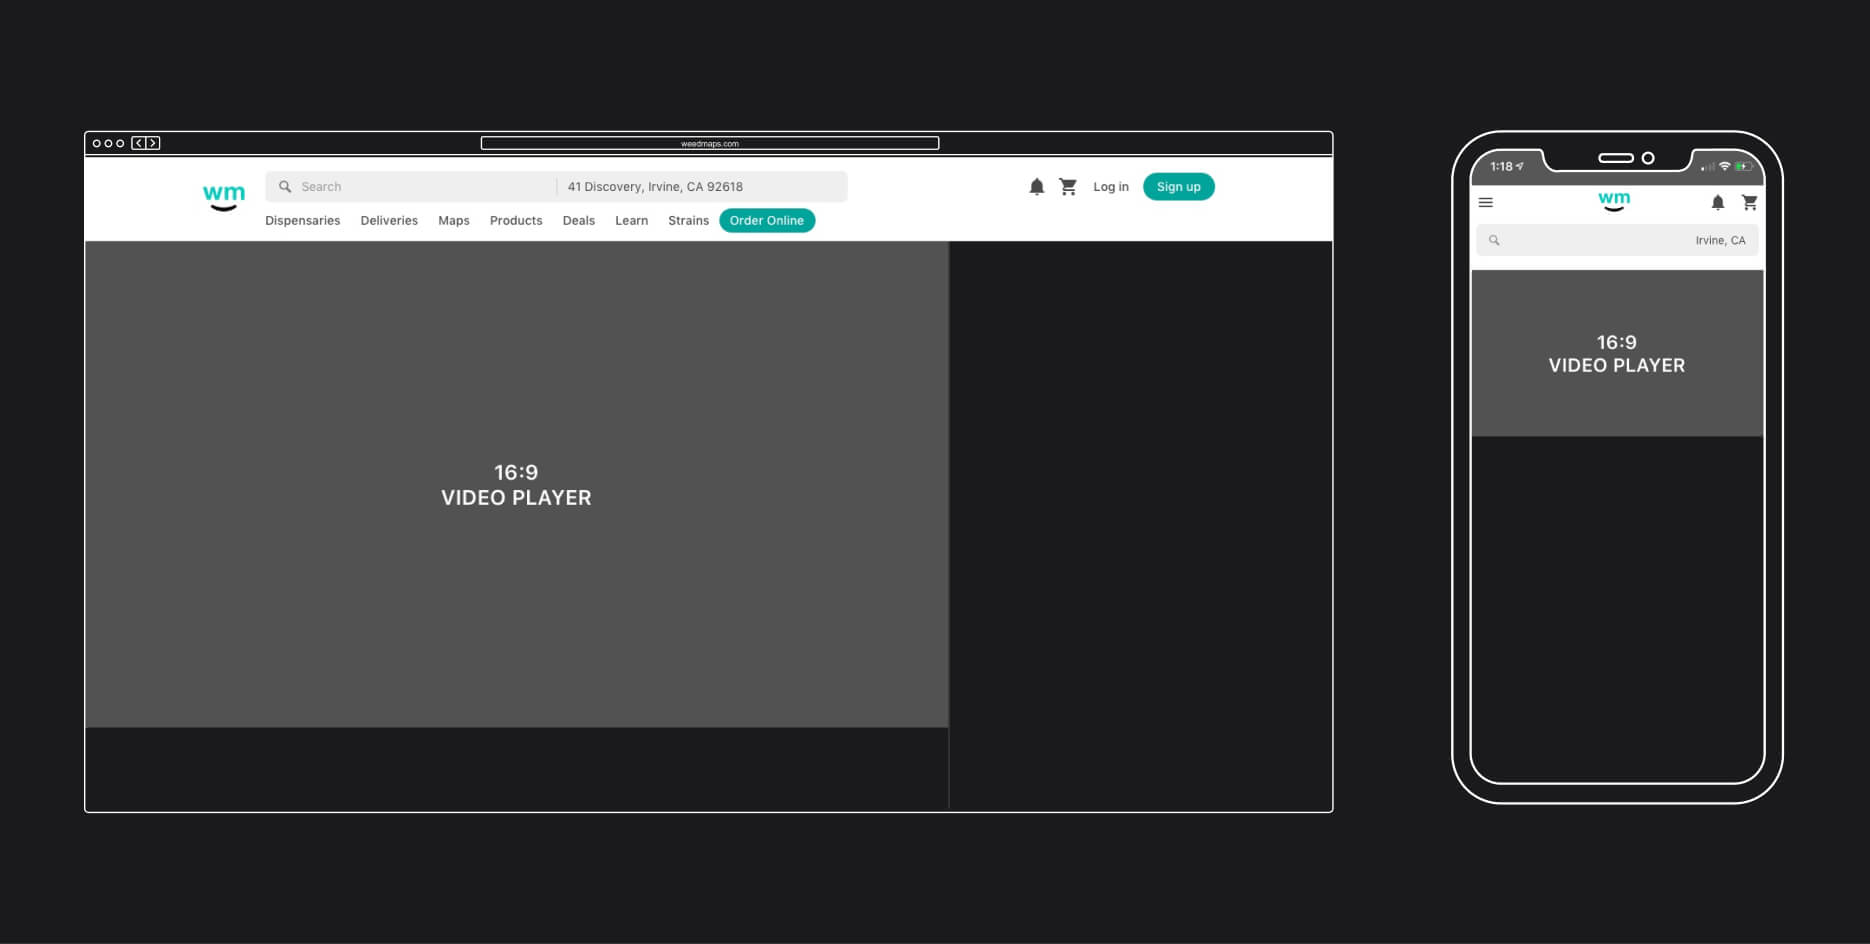 weedmaps.com
wm
Search
41 Discovery, Irvine, CA 92618
Log in
Sign up
Dispensaries
Deliveries
Maps
Products
Deals
Learn
Strains
Order Online
16:9
VIDEO PLAYER
1:18
wm
Irvine, CA
16:9
VIDEO PLAYER